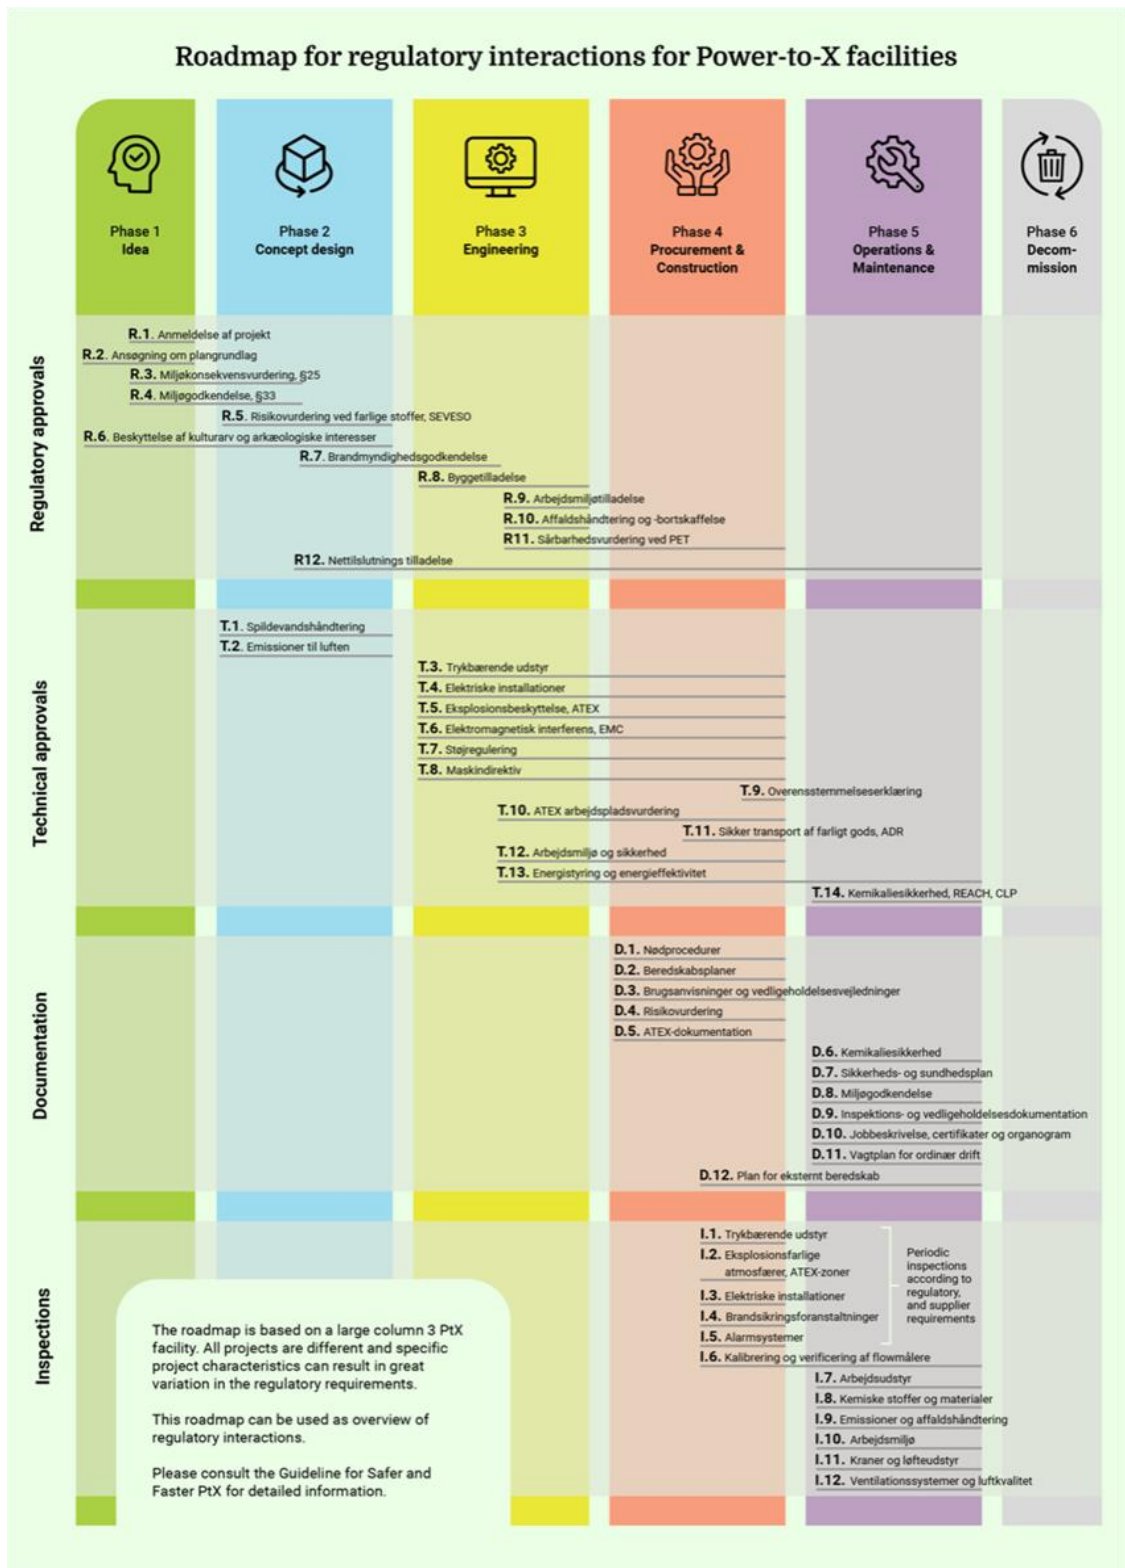 Roadmap for regulatory interactions for Power-to-X facilities
Phase 1
Idea
Phase 2
Concept design
Phase 3
Engineering
Phase 4
Procurement &
Construction
Phase 5
Operations &
Maintenance
Phase 6
Decom-
mission
Regulatory approvals
R.1. Anmeldelse af projekt
R.2. Ansøgning om plangrundlag
R.3. Miljøkonsekvensvurdering, §25
R.4. Miljøgodkendelse, §33
R.5. Risikovurdering ved farlige stoffer, SEVESO
R.6. Beskyttelse af kulturarv og arkæologiske interesser
R.7. Brandmyndighedsgodkendelse
R.8. Byggetilladelse
R.9. Arbejdsmiljøtilladelse
R.10. Affaldshåndtering og -bortskaffelse
R11. Sårbarhedsvurdering ved PET
R12. Nettilslutnings tilladelse
Technical approvals
T.1. Spildevandshåndtering
T.2. Emissioner til luften
T.3. Trykbærende udstyr
T.4. Elektriske installationer
T.5. Eksplosionsbeskyttelse, ATEX
T.6. Elektromagnetisk interferens, EMC
T.7. Støjregulering
T.8. Maskindirektiv
T.9. Overensstemmelseserklæring
T.10. ATEX arbejdspladsvurdering
T.11. Sikker transport af farligt gods, ADR
T.12. Arbejdsmiljø og sikkerhed
T.13. Energistyring og energieffektivitet
T.14. Kemikaliesikkerhed, REACH, CLP
Documentation
D.1. Nødprocedurer
D.2. Beredskabsplaner
D.3. Brugsanvisninger og vedligeholdelsesvejledninger
D.4. Risikovurdering
D.5. ATEX-dokumentation
D.6. Kemikaliesikkerhed
D.7. Sikkerheds- og sundhedsplan
D.8. Miljøgodkendelse
D.9. Inspektions- og vedligeholdelsesdokumentation
D.10. Jobbeskrivelse, certifikater og organogram
D.11. Vagtplan for ordinær drift
D.12. Plan for eksternt beredskab
Inspections
I.1. Trykbærende udstyr
I.2. Eksplosionsfarlige
atmosfærer, ATEX-zoner
I.3. Elektriske installationer
I.4. Brandsikringsforanstaltninger
I.5. Alarmsystemer
Periodic
inspections
according to
regulatory,
and supplier
requirements
I.6. Kalibrering og verificering af flowmålere
I.7. Arbejdsudstyr
I.8. Kemiske stoffer og materialer
I.9. Emissioner og affaldshåndtering
I.10. Arbejdsmiljø
I.11. Kraner og løfteudstyr
I.12. Ventilationssystemer og luftkvalitet
The roadmap is based on a large column 3 PtX
facility. All projects are different and specific
project characteristics can result in great
variation in the regulatory requirements.
This roadmap can be used as overview of
regulatory interactions.
Please consult the Guideline for Safer and
Faster PtX for detailed information.